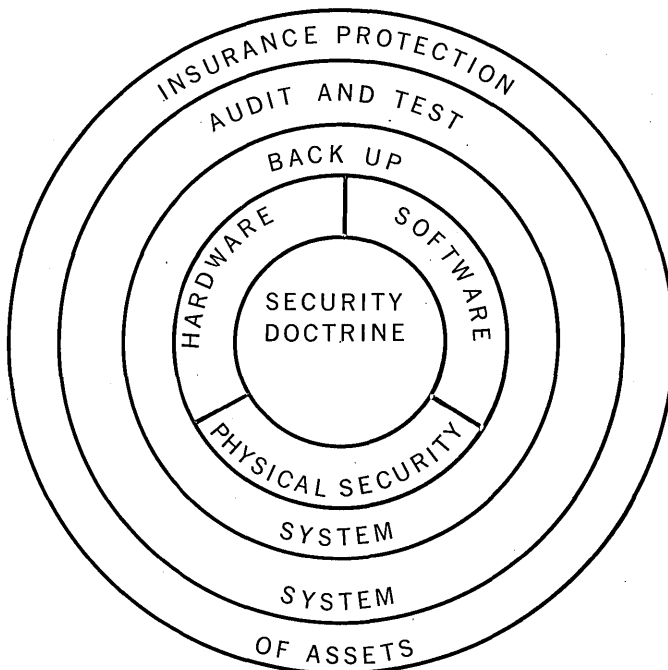 INSURANCE PROTECTION
AUDIT AND TEST
BACK UP
HARDWARE
SOFTWARE
SECURITY
DOCTRINE
PHYSICAL SECURITY
SYSTEM
SYSTEM
OF ASSETS